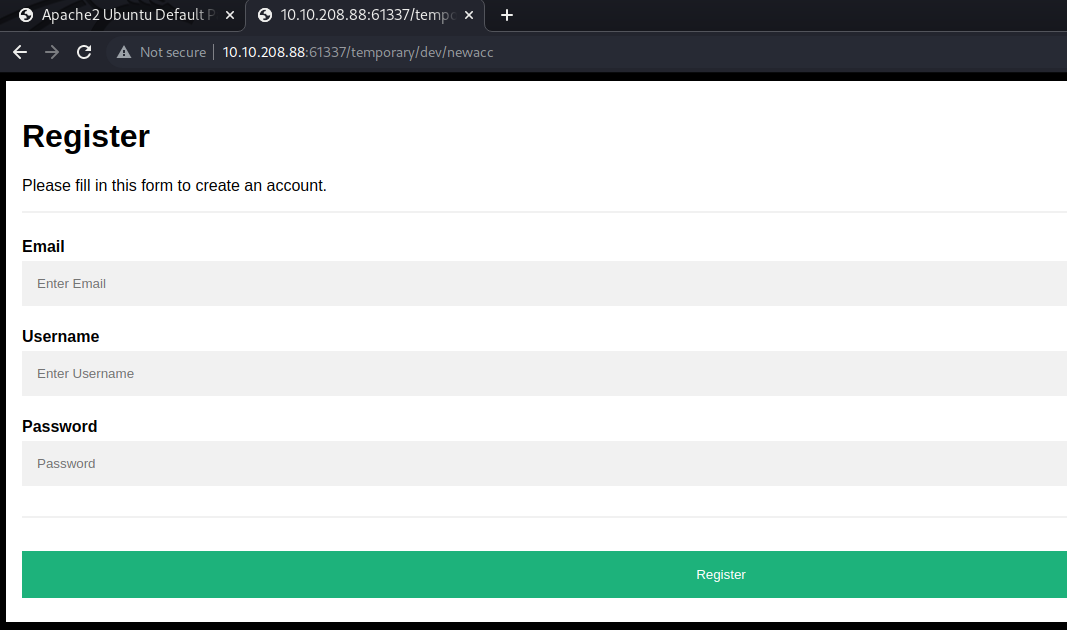 Apache2 Ubuntu Default P
10.10.208.88:61337/tempo
Not secure 10.10.208.88:61337/temporary/dev/newacc
Register
Please fill in this form to create an account.
Email
Enter Email
Username
Enter Username
Password
Password
Register